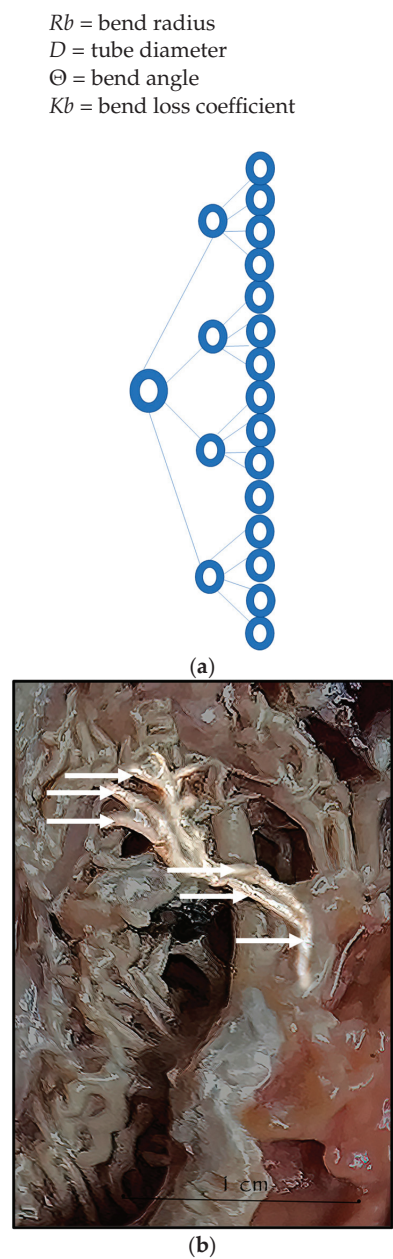 Rb = bend radius
D = tube diameter
Θ = bend angle
Kb = bend loss coefficient
(a)
1 cm
(b)